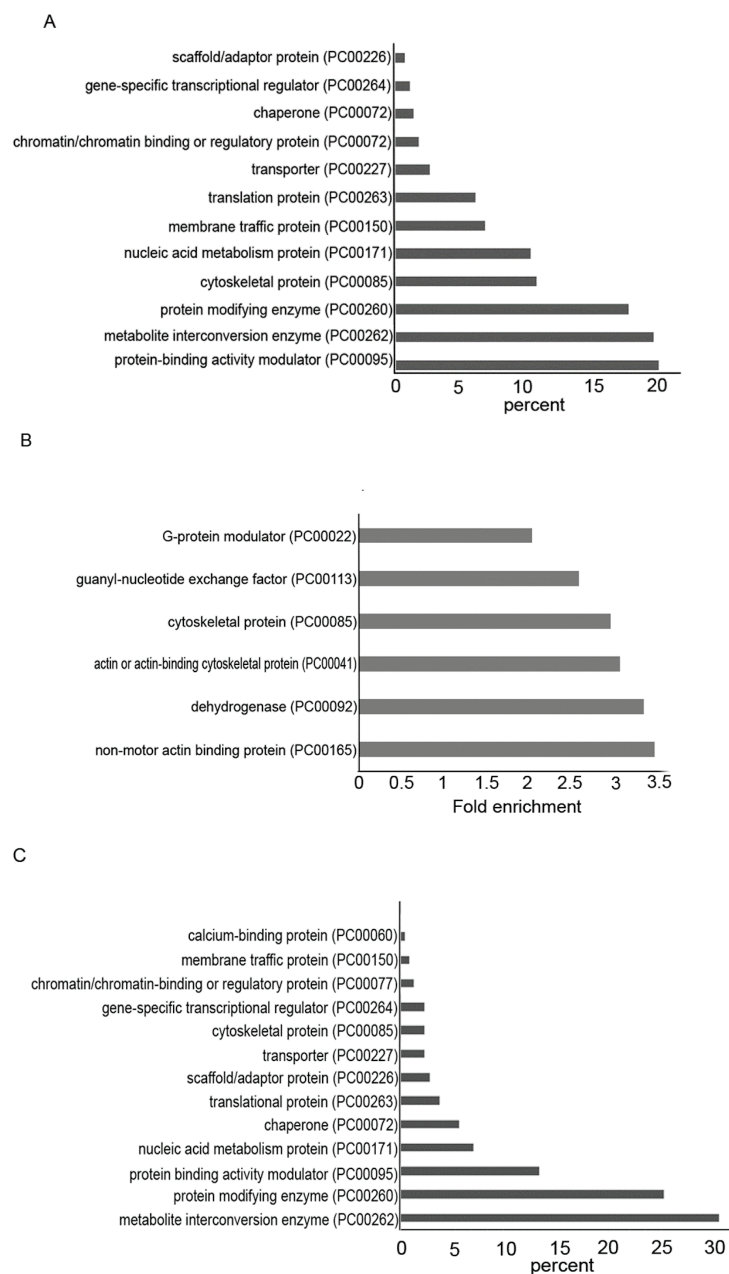 A
scaffold/adaptor protein (PC00226)
gene-specific transcriptional regulator (PC00264)
chaperone (PC00072)
chromatin/chromatin binding or regulatory protein (PC00072)
transporter (PC00227)
translation protein (PC00263)
membrane traffic protein (PC00150)
nucleic acid metabolism protein (PC00171)
cytoskeletal protein (PC00085)
protein modifying enzyme (PC00260)
metabolite interconversion enzyme (PC00262)
protein-binding activity modulator (PC00095)
0 5 10 15 20
percent
B
G-protein modulator (PC00022)
guanyl-nucleotide exchange factor (PC00113)
cytoskeletal protein (PC00085)
actin or actin-binding cytoskeletal protein (PC00041)
dehydrogenase (PC00092)
non-motor actin binding protein (PC00165)
0 0.5 1 1.5 2 2.5 3 3.5
Fold enrichment
C
calcium-binding protein (PC00060)
membrane traffic protein (PC00150)
chromatin/chromatin-binding or regulatory protein (PC00077)
gene-specific transcriptional regulator (PC00264)
cytoskeletal protein (PC00085)
transporter (PC00227)
scaffold/adaptor protein (PC00226)
translational protein (PC00263)
chaperone (PC00072)
nucleic acid metabolism protein (PC00171)
protein binding activity modulator (PC00095)
protein modifying enzyme (PC00260)
metabolite interconversion enzyme (PC00262)
0 5 10 15 20 25 30
percent